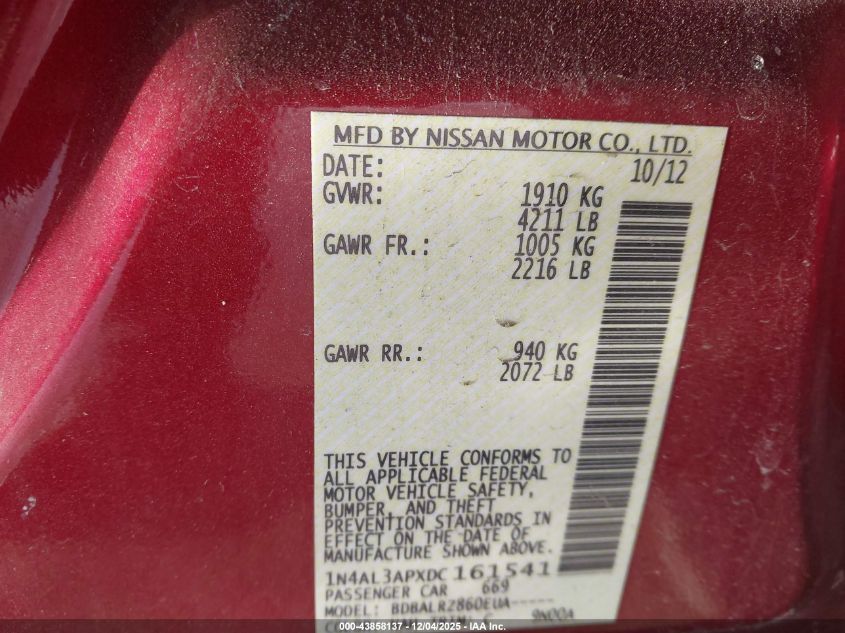 MFD BY NISSAN MOTOR CO., LTD.
DATE: 10/12
GVWR: 1910 KG
4211 LB
GAWR FR.: 1005 KG
2216 LB
GAWR RR.: 940 KG
2072 LB
THIS VEHICLE CONFORMS TO
ALL APPLICABLE FEDERAL
MOTOR VEHICLE SAFETY,
BUMPER, AND THEFT
PREVENTION STANDARDS IN
EFFECT ON THE DATE OF
MANUFACTURE SHOWN ABOVE.
1N4AL3APXDC161541
PASSENGER CAR 669
MODEL: BDBALRZ860EUA-----
000-43858137 - 12/04/2025 - IAA Inc.